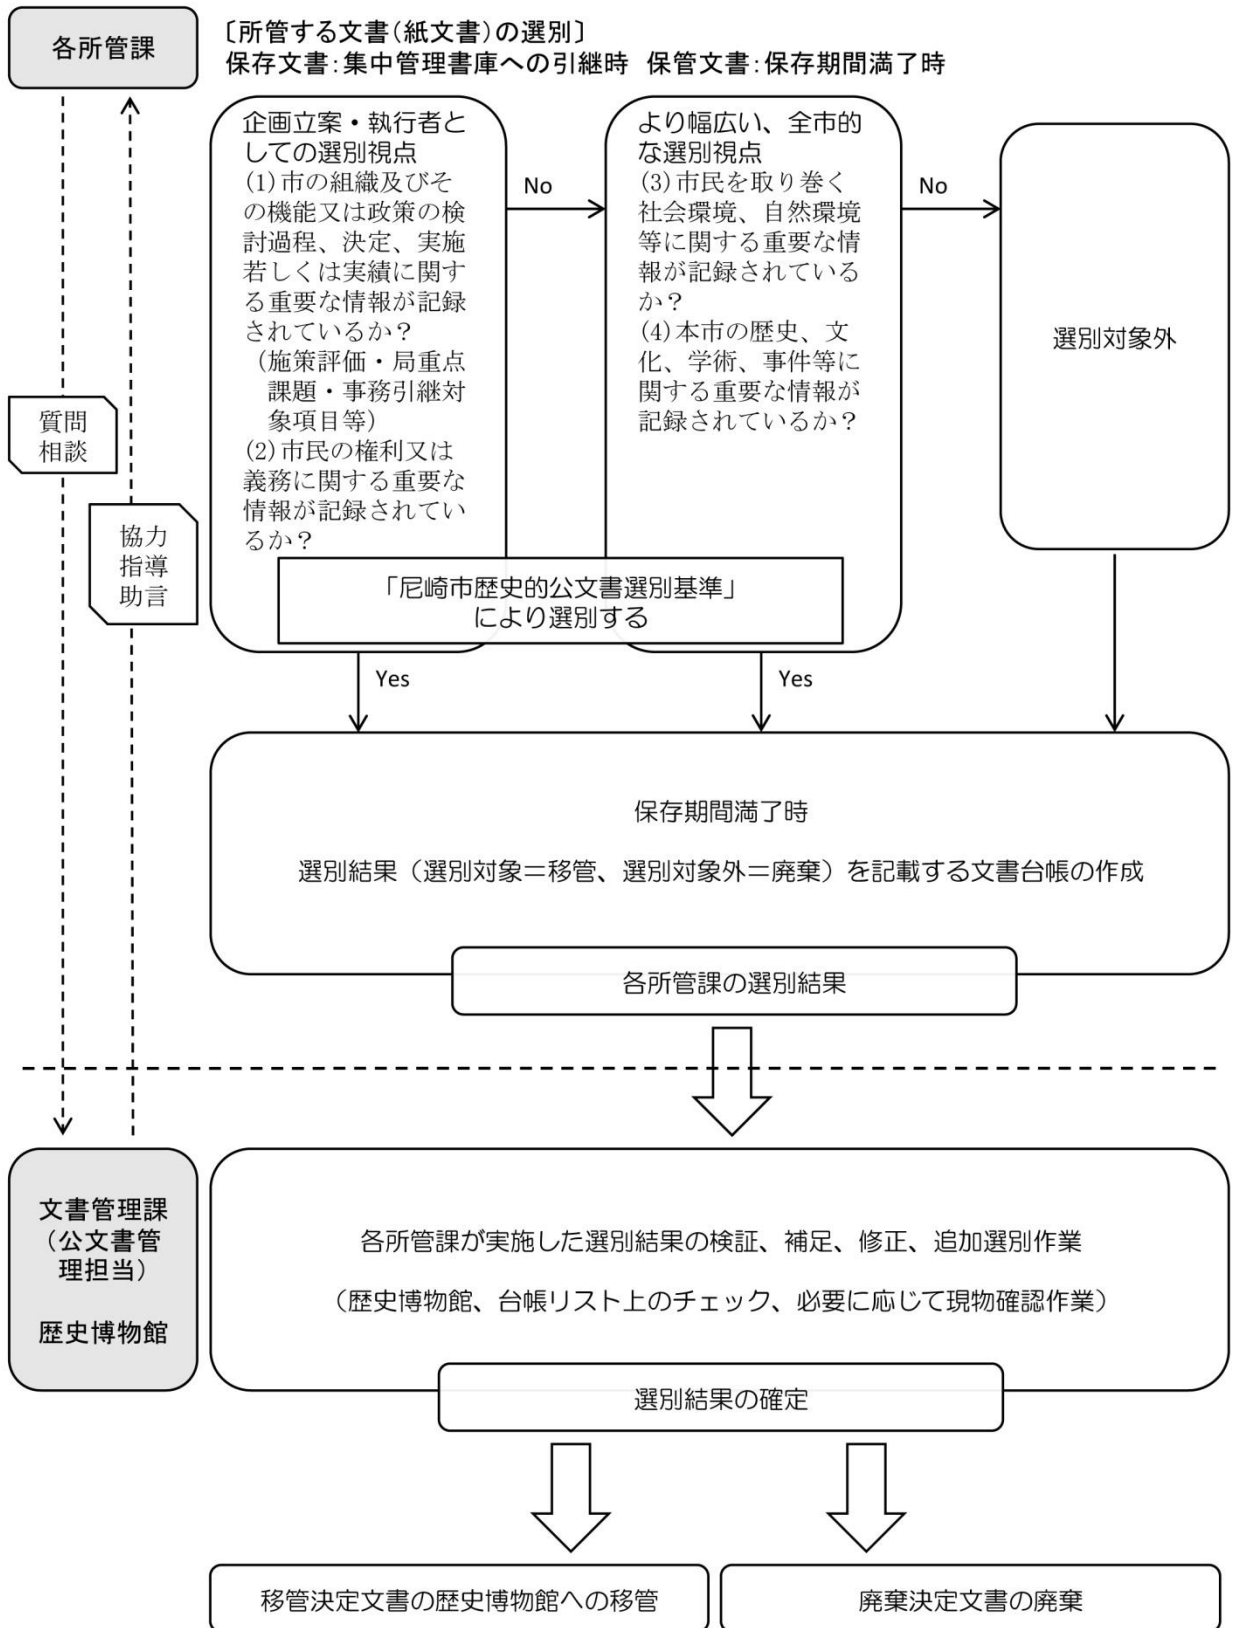 各所管課
〔所管する文書(紙文書)の選別〕
保存文書:集中管理書庫への引継時 保管文書:保存期間満了時
企画立案・執行者と
しての選別視点
(1)市の組織及びそ
の機能又は政策の検
討過程、決定、実施
若しくは実績に関す
る重要な情報が記録
されているか？
（施策評価・局重点
課題・事務引継対
象項目等）
(2)市民の権利又は
義務に関する重要な
情報が記録されてい
るか？
No
より幅広い、全市的
な選別視点
(3)市民を取り巻く
社会環境、自然環境
等に関する重要な情
報が記録されている
か？
(4)本市の歴史、文
化、学術、事件等に
関する重要な情報が
記録されているか？
No
選別対象外
質問
相談
協力
指導
助言
「尼崎市歴史的公文書選別基準」
により選別する
Yes
Yes
保存期間満了時
選別結果（選別対象＝移管、選別対象外＝廃棄）を記載する文書台帳の作成
各所管課の選別結果
文書管理課
（公文書管
理担当）
歴史博物館
各所管課が実施した選別結果の検証、補足、修正、追加選別作業
（歴史博物館、台帳リスト上のチェック、必要に応じて現物確認作業）
選別結果の確定
移管決定文書の歴史博物館への移管
廃棄決定文書の廃棄